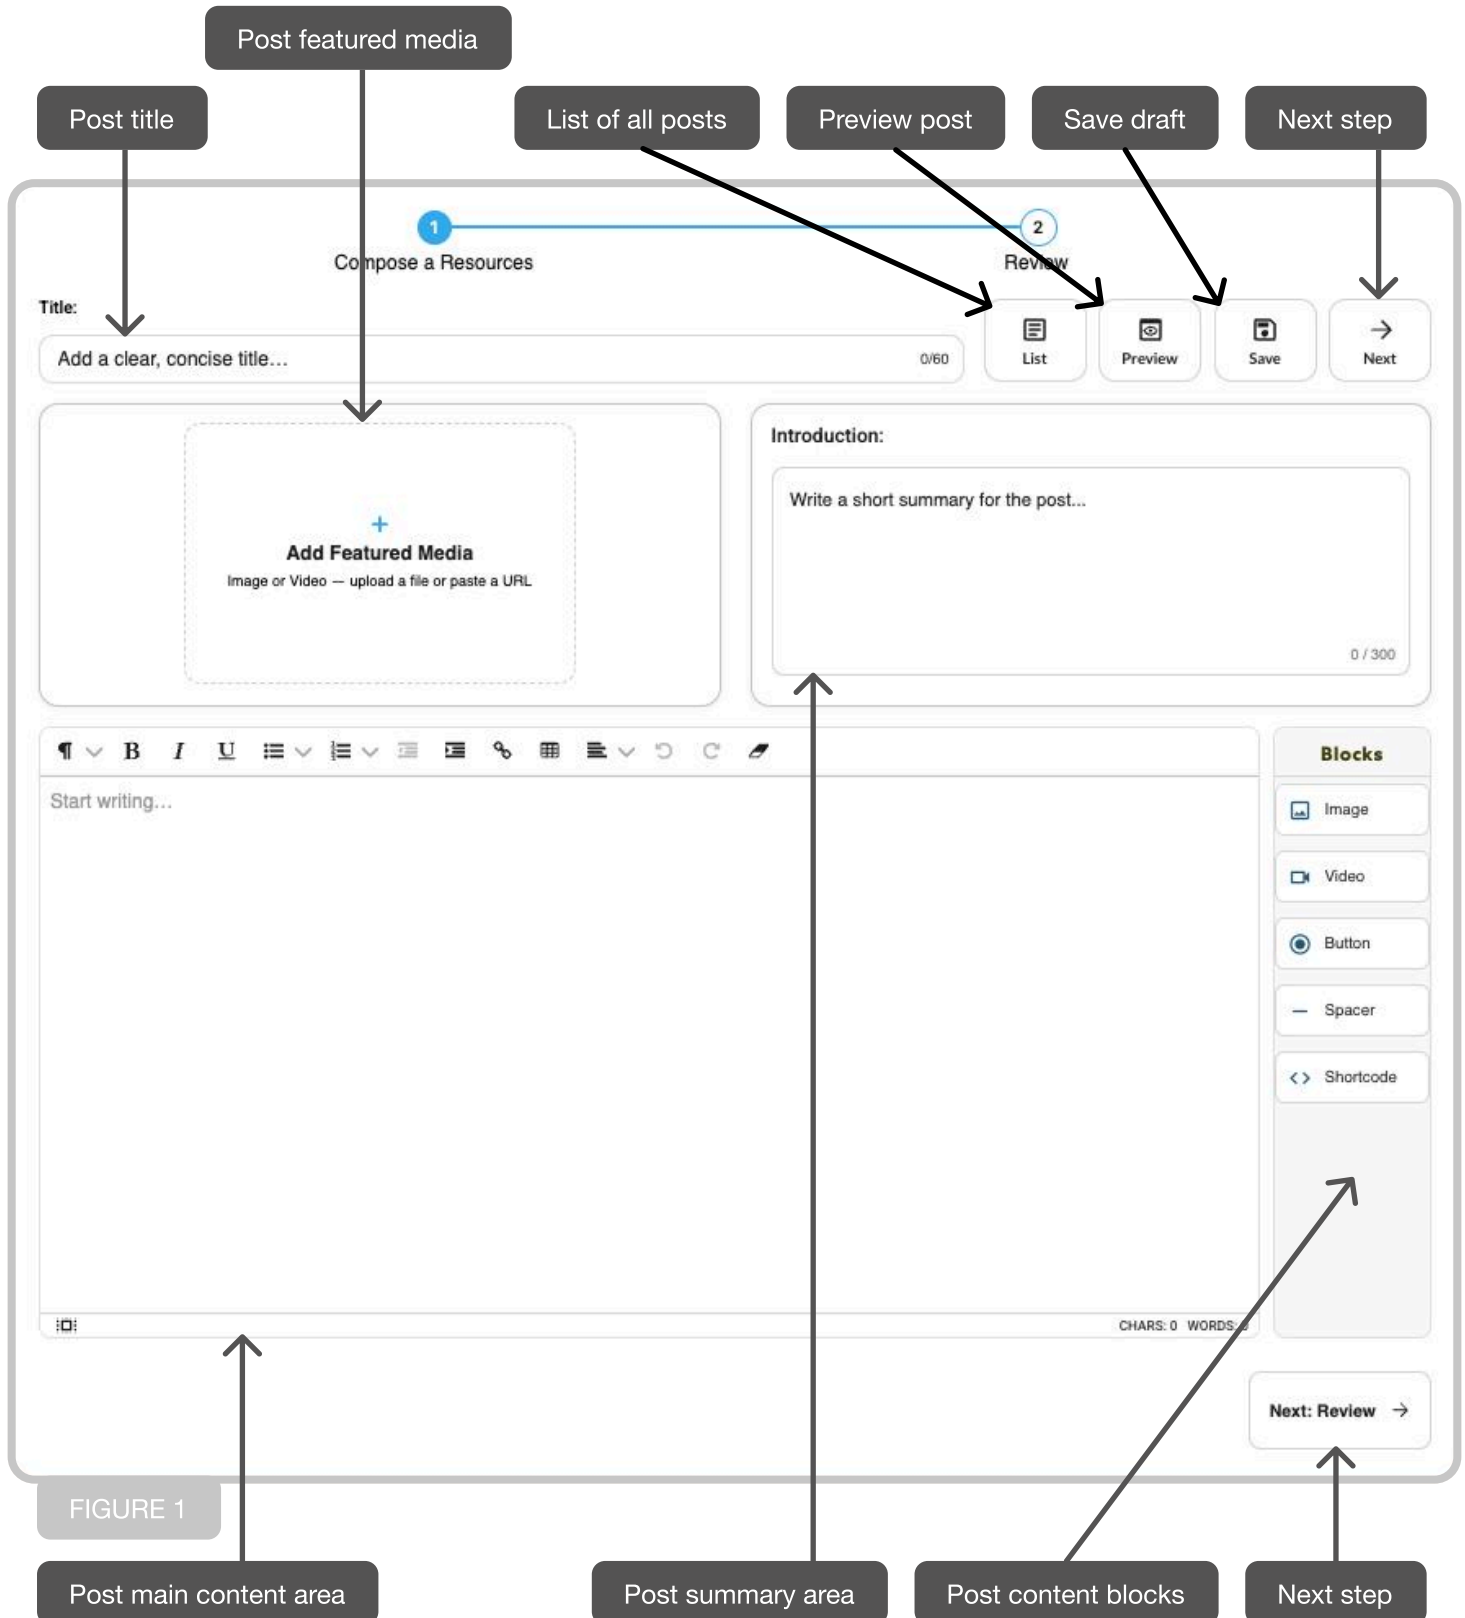 Post featured media
Post title
List of all posts
Preview post
Save draft
Next step
1
2
Compose a Resources
Review
Title:
Add a clear, concise title...
0/60
List
Preview
Save
Next
+
Add Featured Media
Image or Video — upload a file or paste a URL
Introduction:
Write a short summary for the post...
0 / 300
¶ B I U
Start writing...
Blocks
Image
Video
Button
Spacer
Shortcode
CHARS: 0 WORDS: 0
Next: Review →
FIGURE 1
Post main content area
Post summary area
Post content blocks
Next step